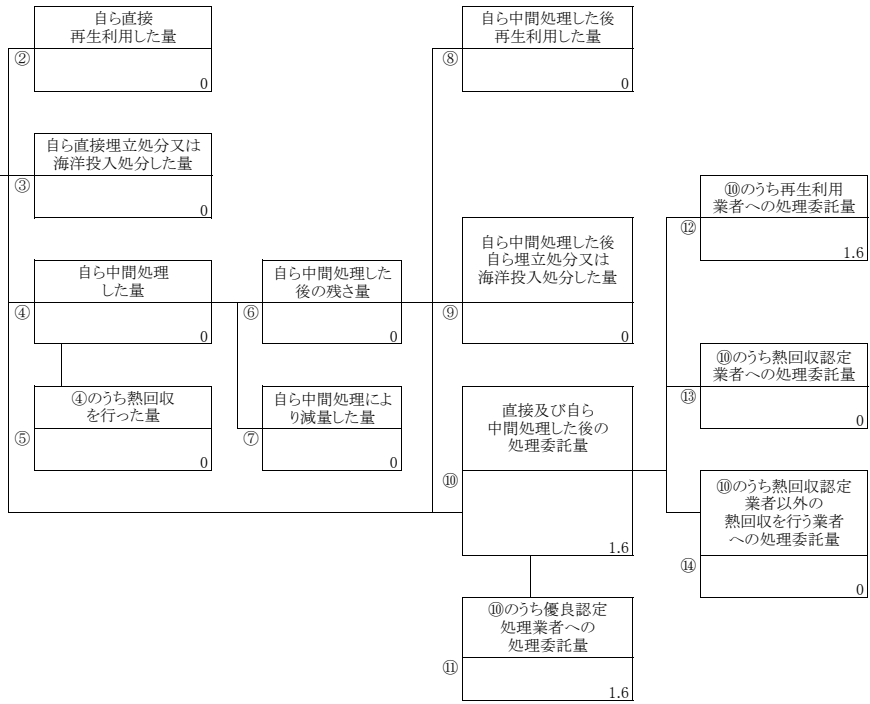 自ら直接
再生利用した量
②
0
自ら直接埋立処分又は
海洋投入処分した量
③
0
自ら中間処理
した量
④
0
④のうち熱回収
を行った量
⑤
0
自ら中間処理した
後の残さ量
⑥
0
自ら中間処理によ
り減量した量
⑦
0
自ら中間処理した後
再生利用した量
⑧
0
自ら中間処理した後
自ら埋立処分又は
海洋投入処分した量
⑨
0
直接及び自ら
中間処理した後の
処理委託量
⑩
1.6
⑩のうち優良認定
処理業者への
処理委託量
⑪
1.6
⑩のうち再生利用
業者への処理委託量
⑫
1.6
⑩のうち熱回収認定
業者への処理委託量
⑬
0
⑩のうち熱回収認定
業者以外の
熱回収を行う業者
への処理委託量
⑭
0